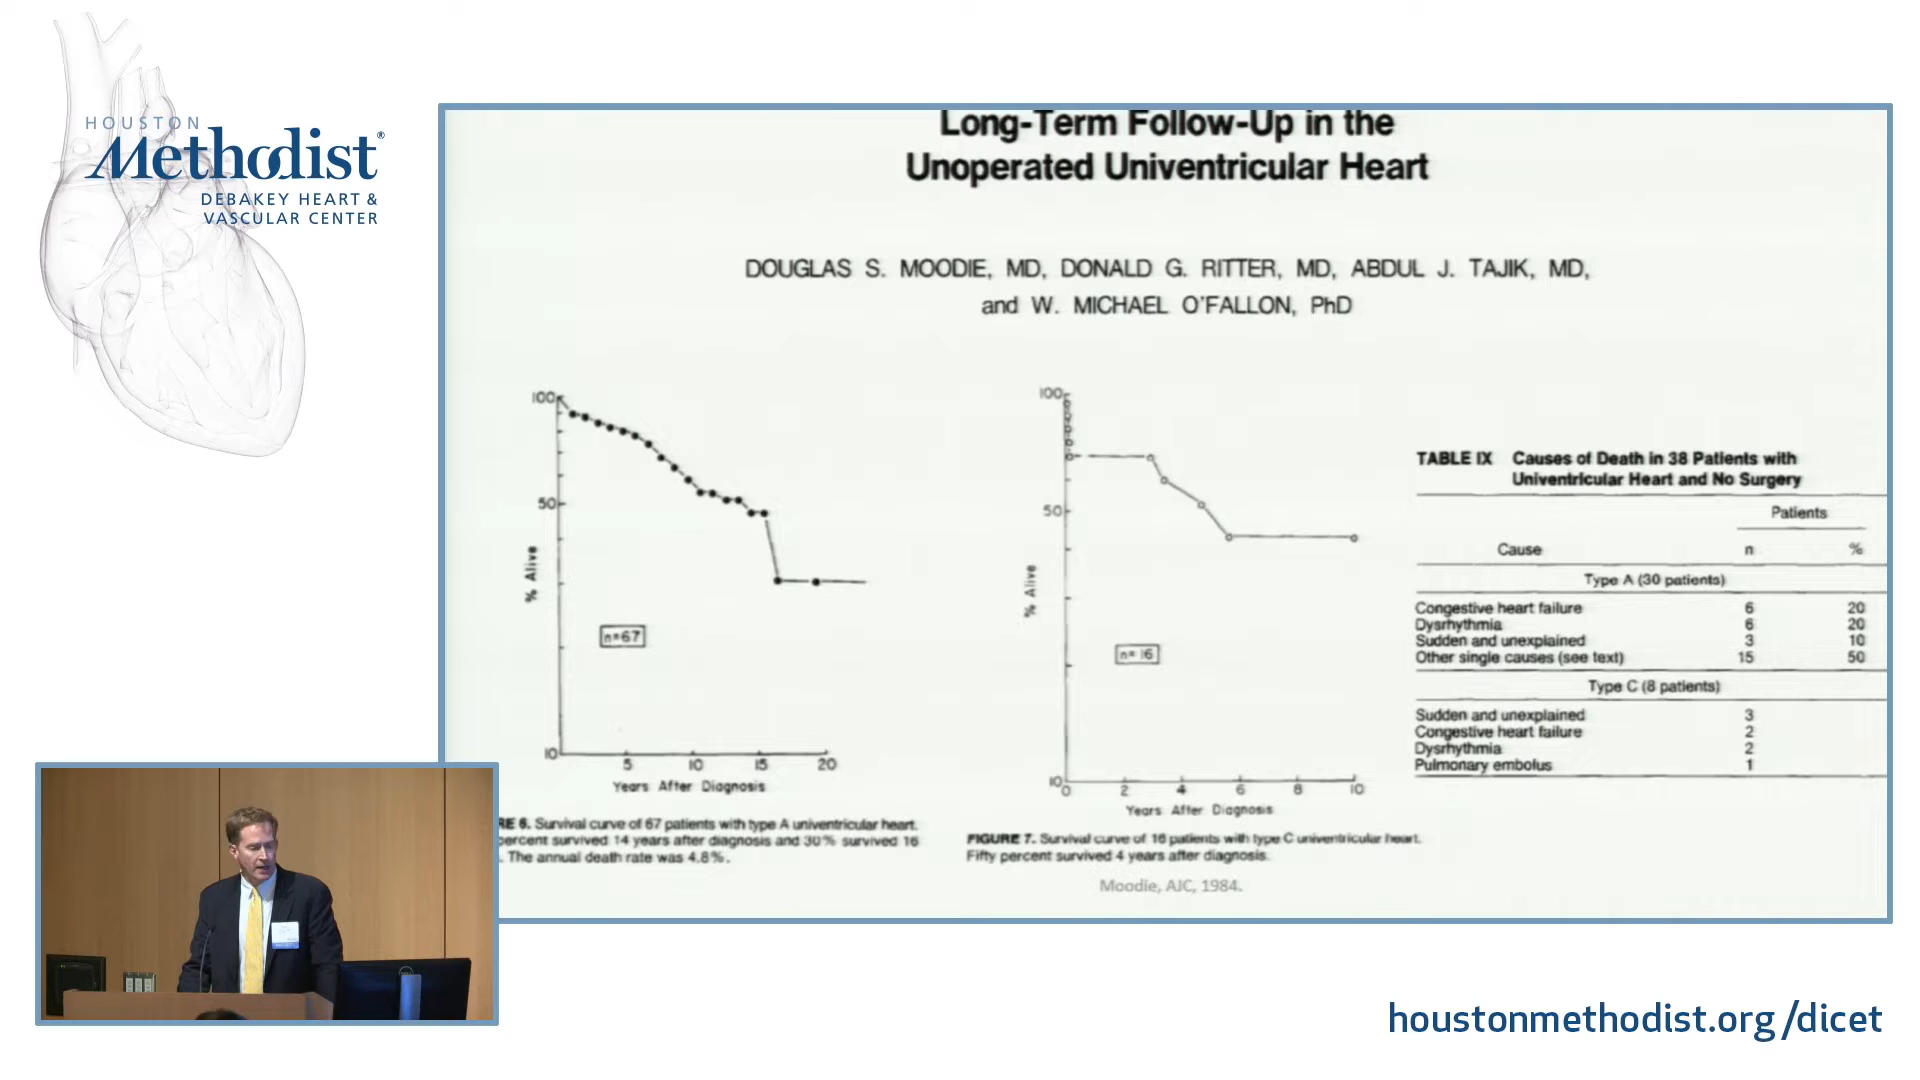 HOUSTON
Methodist®
DEBAKEY HEART &
VASCULAR CENTER
Long-Term Follow-Up in the
Unoperated Univentricular Heart
DOUGLAS S. MOODIE, MD, DONALD G. RITTER, MD, ABDUL J. TAJIK, MD,
and W. MICHAEL O'FALLON, PhD
100
50
10
% Alive
n=67
5 10 15 20
Years After Diagnosis
RE 6. Survival curve of 67 patients with type A univentricular heart.
percent survived 14 years after diagnosis and 30% survived 16
. The annual death rate was 4.8%.
100
50
10
% Alive
n=16
0 2 4 6 8 10
Years After Diagnosis
FIGURE 7. Survival curve of 16 patients with type C univentricular heart.
Fifty percent survived 4 years after diagnosis.
Moodie, AJC, 1984.
TABLE IX Causes of Death in 38 Patients with
Univentricular Heart and No Surgery
Patients
Cause n %
Type A (30 patients)
Congestive heart failure 6 20
Dysrhythmia 6 20
Sudden and unexplained 3 10
Other single causes (see text) 15 50
Type C (8 patients)
Sudden and unexplained 3
Congestive heart failure 2
Dysrhythmia 2
Pulmonary embolus 1
houstonmethodist.org/dicet